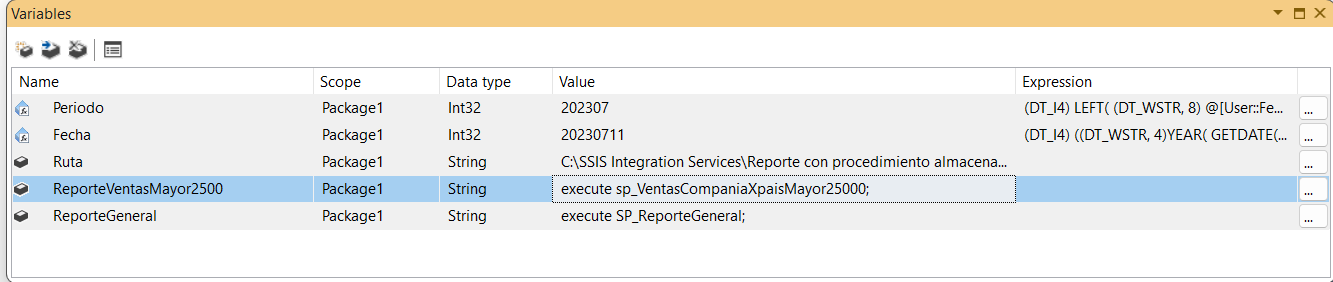 Variables
Name Scope Data type Value Expression
Periodo Package1 Int32 202307 (DT_I4) LEFT( (DT_WSTR, 8) @[User::Fe... ...
Fecha Package1 Int32 20230711 (DT_I4) ((DT_WSTR, 4)YEAR( GETDATE(... ...
Ruta Package1 String C:\SSIS Integration Services\Reporte con procedimiento almacena... ...
ReporteVentasMayor2500 Package1 String execute sp_VentasCompaniaXpaisMayor25000; ...
ReporteGeneral Package1 String execute SP_ReporteGeneral; ...